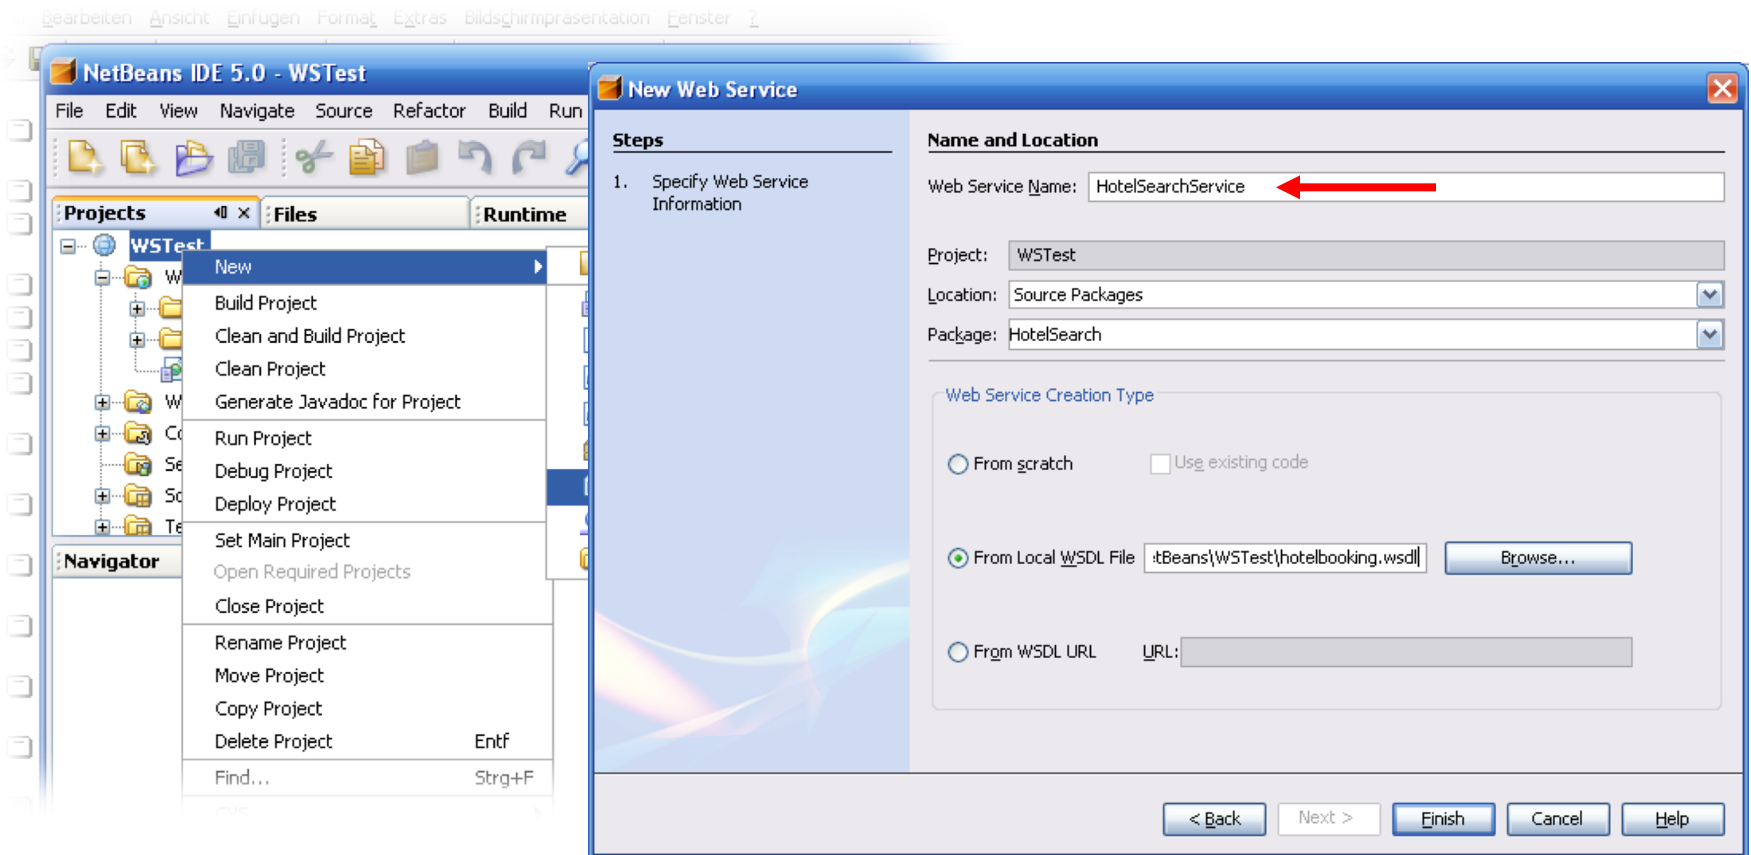 Bearbeiten Ansicht Einfügen Format Extras Bildschirmpräsentation Fenster ?
NetBeans IDE 5.0 - WSTest
File Edit View Navigate Source Refactor Build Run
Projects Files Runtime
WSTest
New
W
Build Project
Clean and Build Project
Clean Project
Generate Javadoc for Project
W
Run Project
Co
Debug Project
Se
Deploy Project
So
Set Main Project
Te
Open Required Projects
Navigator
Close Project
Rename Project
Move Project
Copy Project
Delete Project Entf
Find... Strg+F
CVS
New Web Service
Steps
1. Specify Web Service
Information
Name and Location
Web Service Name: HotelSearchService
Project: WSTest
Location: Source Packages
Package: HotelSearch
Web Service Creation Type
From scratch Use existing code
From Local WSDL File tBeans\WSTest\hotelbooking.wsdl Browse...
From WSDL URL URL:
< Back Next > Finish Cancel Help